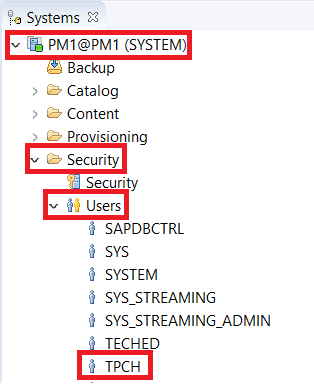 Systems
PM1@PM1 (SYSTEM)
Backup
Catalog
Content
Provisioning
Security
Security
Users
SAPDBCTRL
SYS
SYSTEM
SYS_STREAMING
SYS_STREAMING_ADMIN
TECHED
TPCH